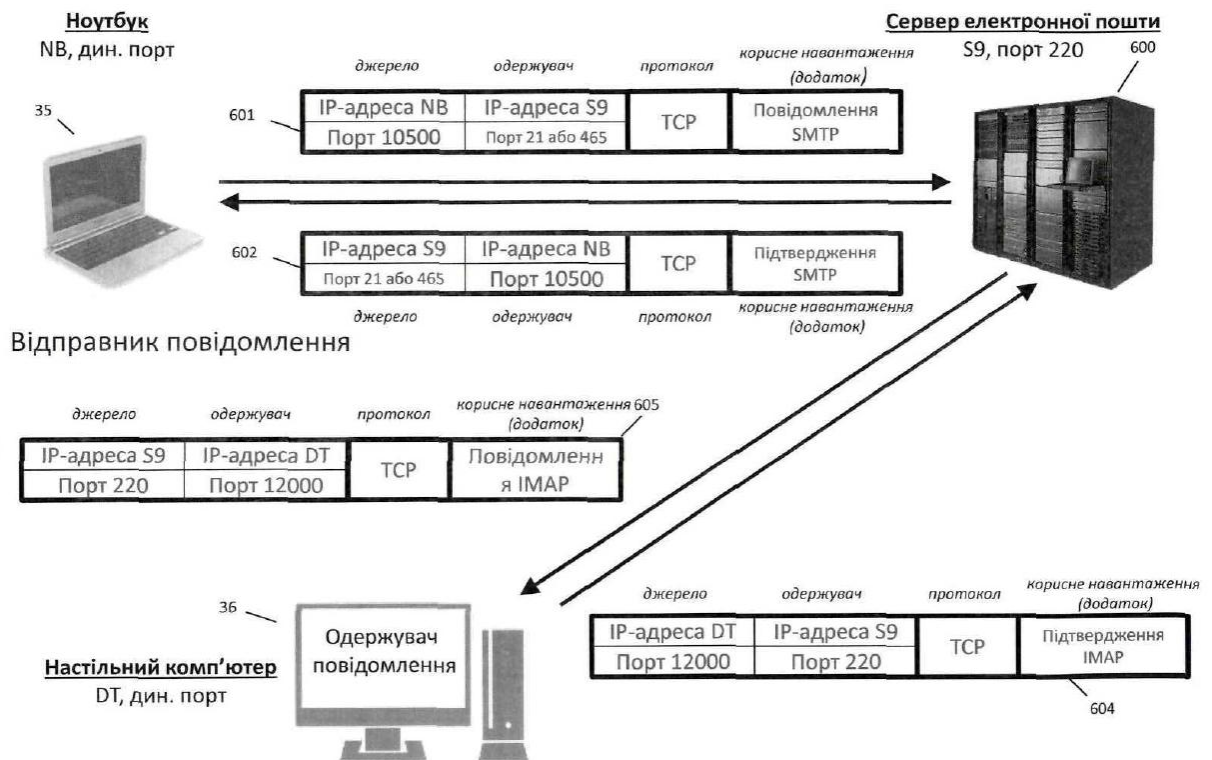 Ноутбук
NB, дин. порт
Сервер електронної пошти
S9, порт 220
600
35
джерело одержувач протокол корисне навантаження
(додаток)
601
IP-адреса NB IP-адреса S9 TCP Повідомлення
SMTP
Порт 10500 Порт 21 або 465
602
IP-адреса S9 IP-адреса NB TCP Підтвердження
SMTP
Порт 21 або 465 Порт 10500
джерело одержувач протокол корисне навантаження
(додаток)
Відправник повідомлення
джерело одержувач протокол корисне навантаження 605
(додаток)
IP-адреса S9 IP-адреса DT TCP Повідомленн
я IMAP
Порт 220 Порт 12000
36
Одержувач
повідомлення
Настільний комп’ютер
DT, дин. порт
джерело одержувач протокол корисне навантаження
(додаток)
IP-адреса DT IP-адреса S9 TCP Підтвердження
IMAP
Порт 12000 Порт 220
604